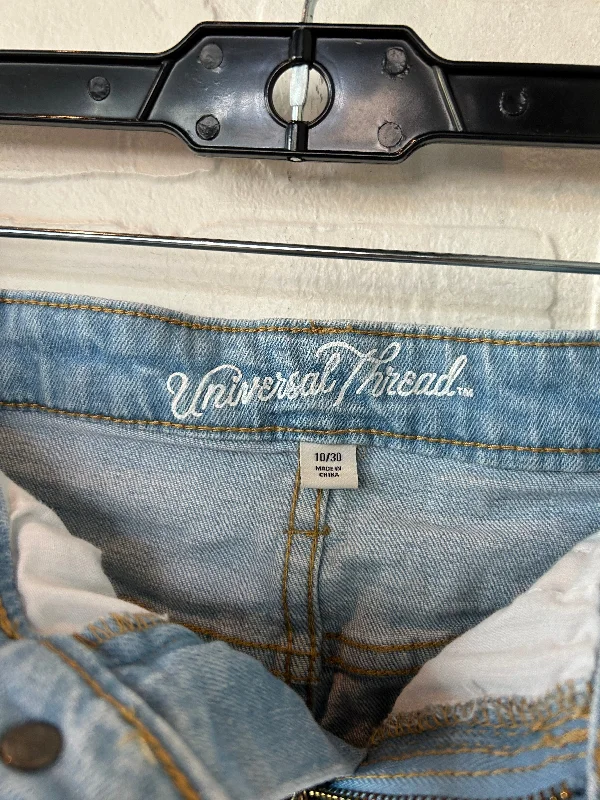 Universal Thread™
10/30
MADE IN
CHINA